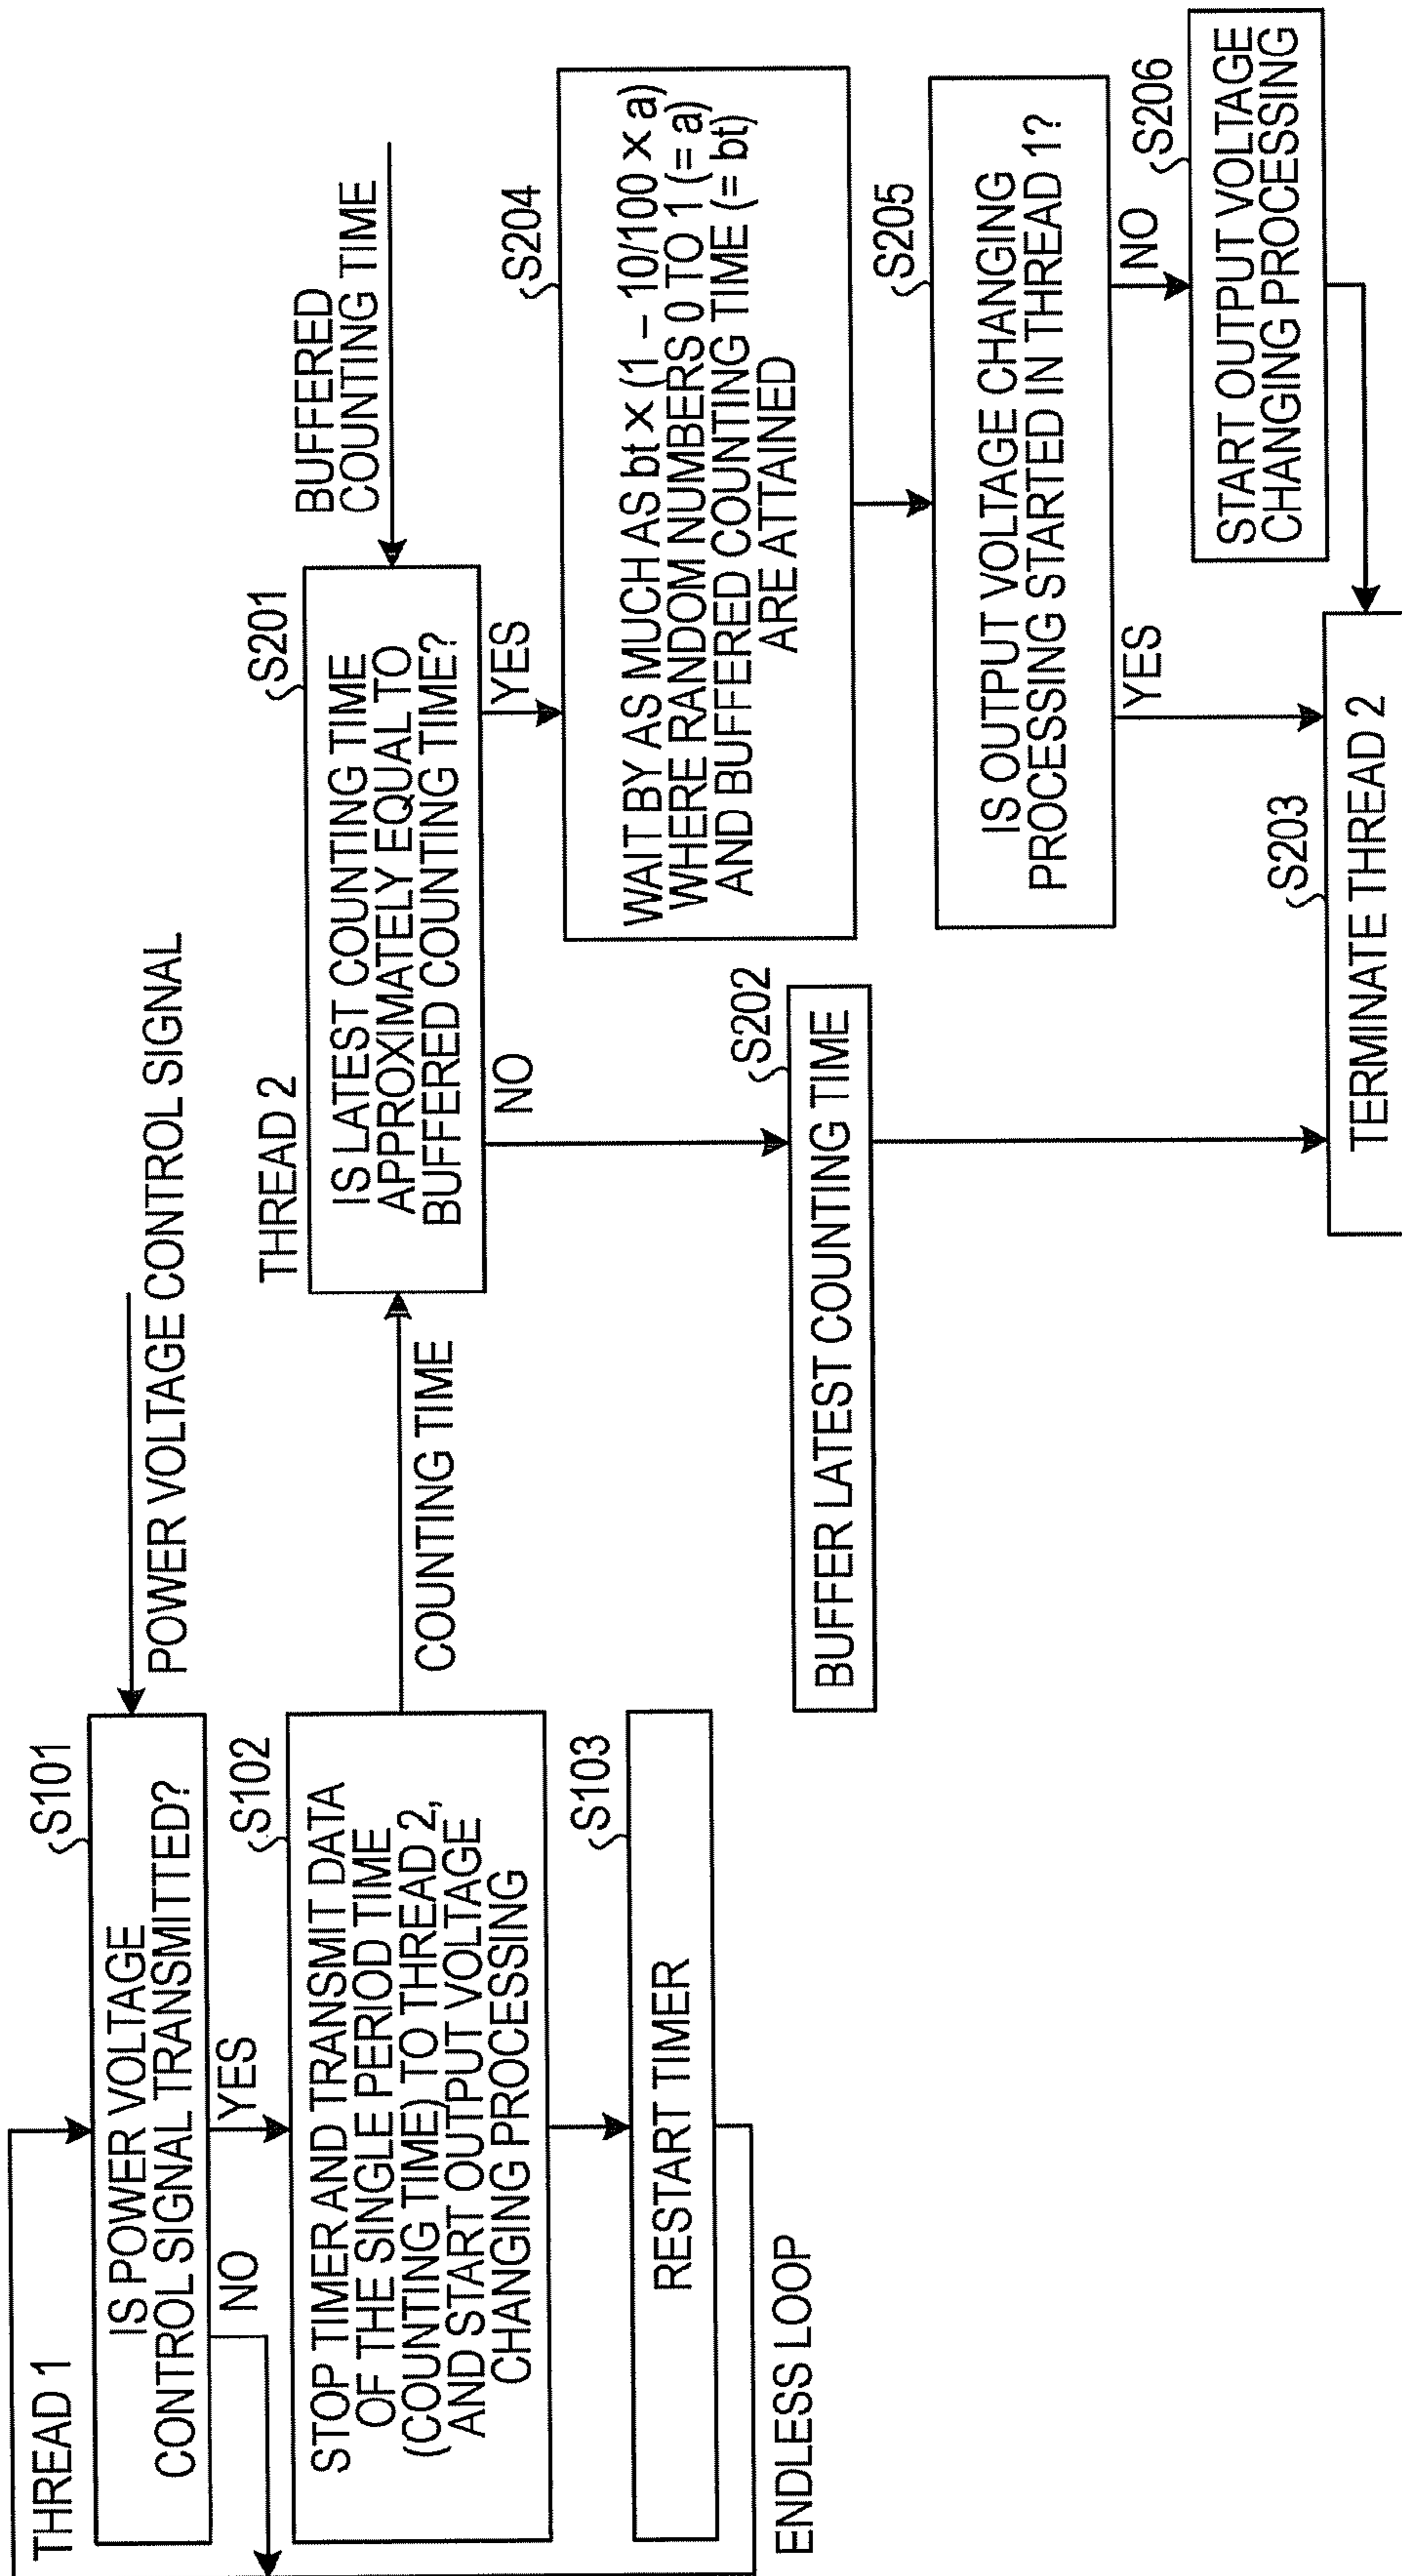 THREAD 1
S101
IS POWER VOLTAGE
CONTROL SIGNAL TRANSMITTED?
POWER VOLTAGE CONTROL SIGNAL
NO
YES
S102
STOP TIMER AND TRANSMIT DATA
OF THE SINGLE PERIOD TIME
(COUNTING TIME) TO THREAD 2,
AND START OUTPUT VOLTAGE
CHANGING PROCESSING
COUNTING TIME
S103
RESTART TIMER
ENDLESS LOOP
THREAD 2
S201
IS LATEST COUNTING TIME
APPROXIMATELY EQUAL TO
BUFFERED COUNTING TIME?
BUFFERED
COUNTING TIME
NO
YES
S202
BUFFER LATEST COUNTING TIME
S204
WAIT BY AS MUCH AS bt × (1 – 10/100 × a)
WHERE RANDOM NUMBERS 0 TO 1 (= a)
AND BUFFERED COUNTING TIME (= bt)
ARE ATTAINED
S205
IS OUTPUT VOLTAGE CHANGING
PROCESSING STARTED IN THREAD 1?
YES
NO
S206
START OUTPUT VOLTAGE
CHANGING PROCESSING
S203
TERMINATE THREAD 2